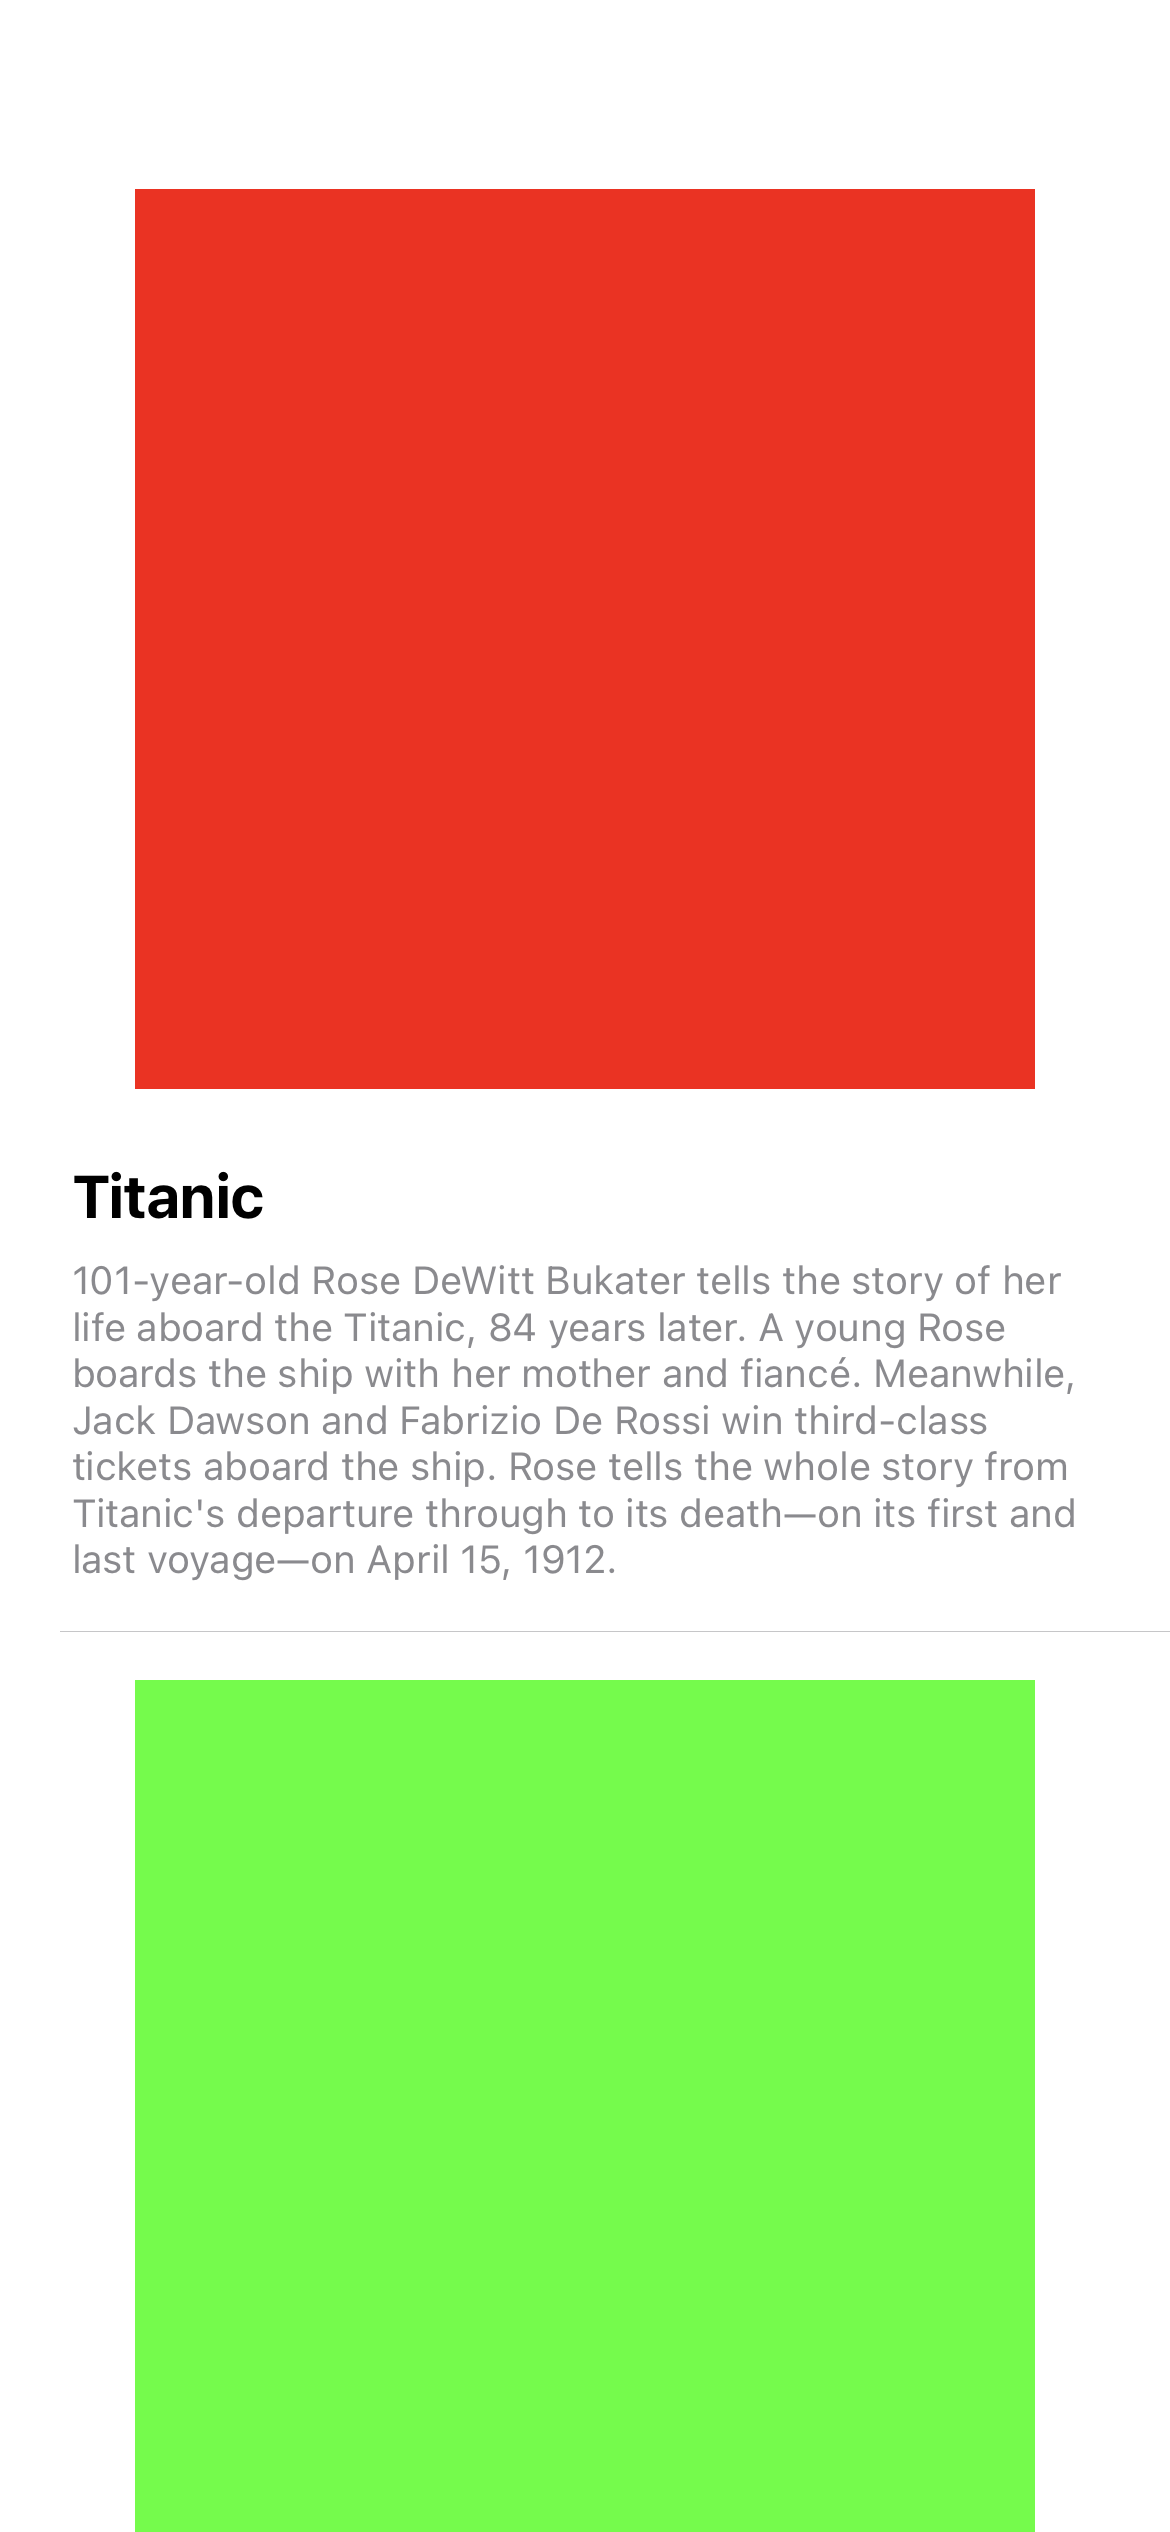 Titanic
101-year-old Rose DeWitt Bukater tells the story of her
life aboard the Titanic, 84 years later. A young Rose
boards the ship with her mother and fiancé. Meanwhile,
Jack Dawson and Fabrizio De Rossi win third-class
tickets aboard the ship. Rose tells the whole story from
Titanic's departure through to its death—on its first and
last voyage—on April 15, 1912.